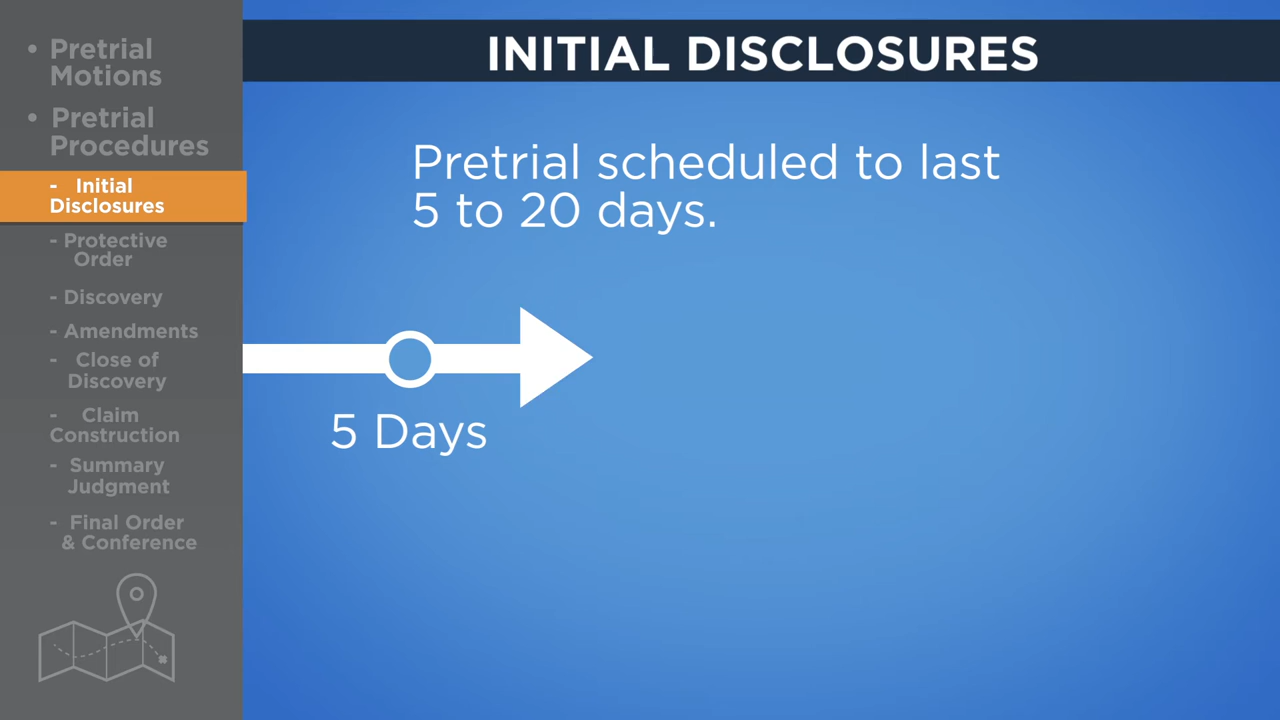 • Pretrial
Motions
• Pretrial
Procedures
- Initial
Disclosures
- Protective
Order
- Discovery
- Amendments
- Close of
Discovery
- Claim
Construction
- Summary
Judgment
- Final Order
& Conference
INITIAL DISCLOSURES
Pretrial scheduled to last
5 to 20 days.
5 Days